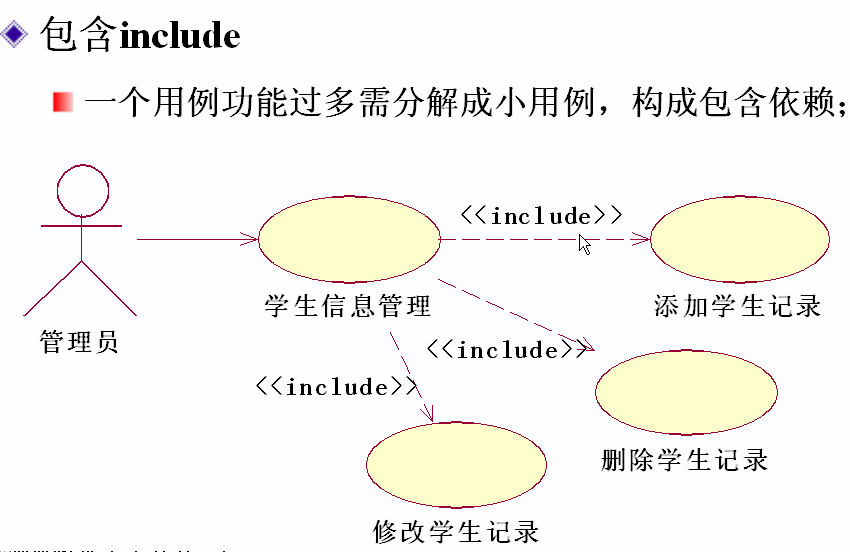 包含include
一个用例功能过多需分解成小用例，构成包含依赖；
<<include>>
学生信息管理
添加学生记录
管理员
<<include>>
<<include>>
删除学生记录
修改学生记录